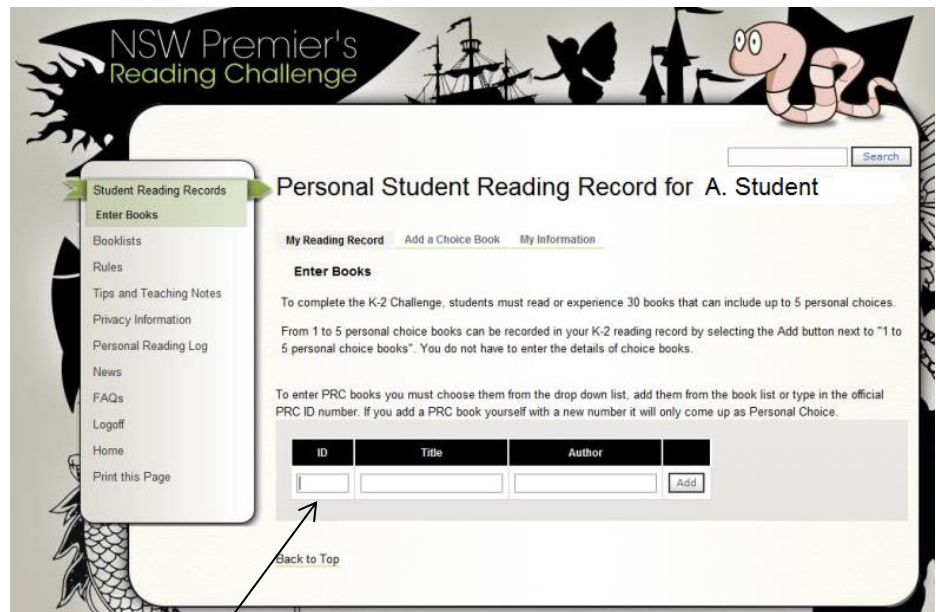 NSW Premier's
Reading Challenge
Search
Personal Student Reading Record for A. Student
Student Reading Records
Enter Books
Booklists
Rules
Tips and Teaching Notes
Privacy Information
Personal Reading Log
News
FAQs
Logoff
Home
Print this Page
My Reading Record Add a Choice Book My Information
Enter Books
To complete the K-2 Challenge, students must read or experience 30 books that can include up to 5 personal choices.
From 1 to 5 personal choice books can be recorded in your K-2 reading record by selecting the Add button next to "1 to
5 personal choice books". You do not have to enter the details of choice books.
To enter PRC books you must choose them from the drop down list, add them from the book list or type in the official
PRC ID number. If you add a PRC book yourself with a new number it will only come up as Personal Choice.
ID Title Author
Add
Back to Top